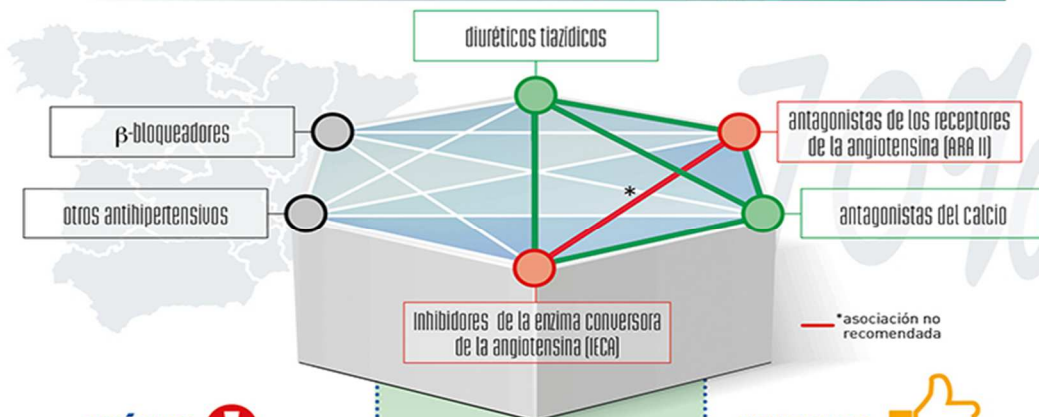 diuréticos tiazídicos
β-bloqueadores
antagonistas de los receptores
de la angiotensina (ARA II)
otros antihipertensivos
antagonistas del calcio
*
Inhibidores de la enzima conversora
de la angiotensina (IECA)
*asociación no
recomendada
70%